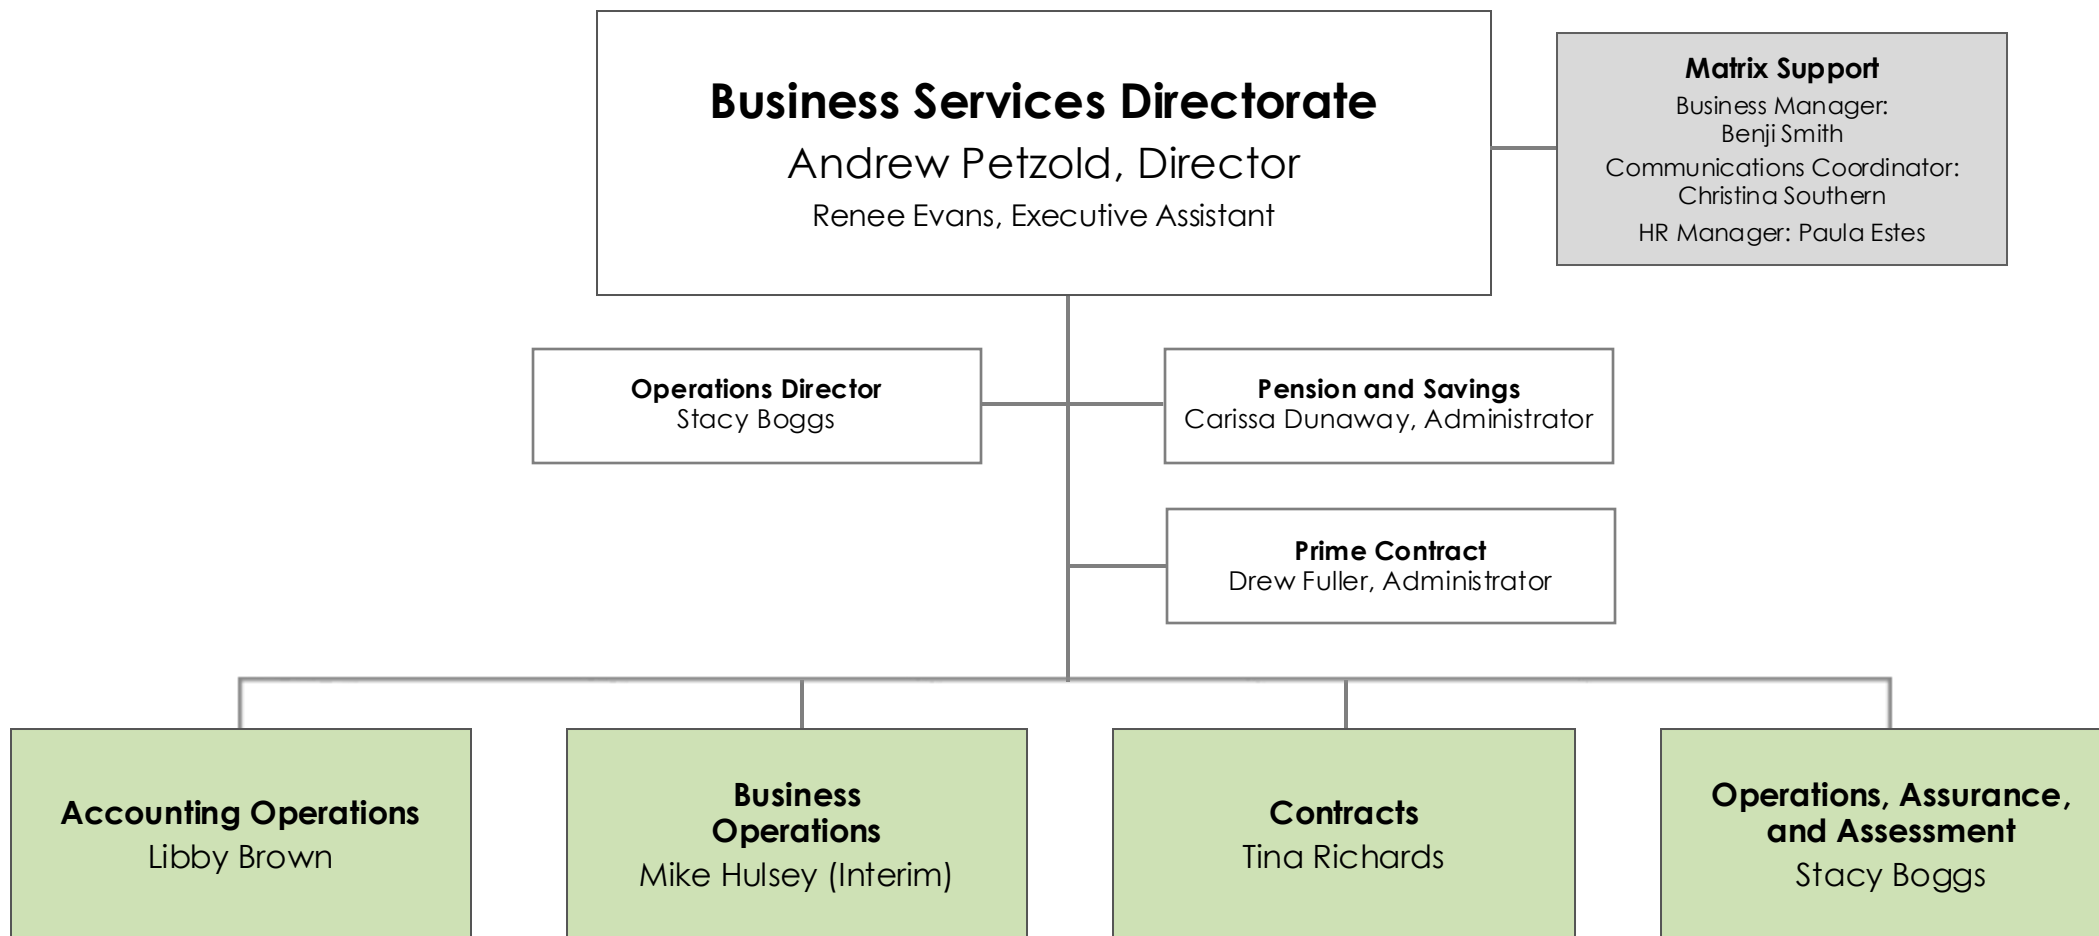 Business Services Directorate
Andrew Petzold, Director
Renee Evans, Executive Assistant
Matrix Support
Business Manager:
Benji Smith
Communications Coordinator:
Christina Southern
HR Manager: Paula Estes
Operations Director
Stacy Boggs
Pension and Savings
Carissa Dunaway, Administrator
Prime Contract
Drew Fuller, Administrator
Accounting Operations
Libby Brown
Business
Operations
Mike Hulsey (Interim)
Contracts
Tina Richards
Operations, Assurance,
and Assessment
Stacy Boggs